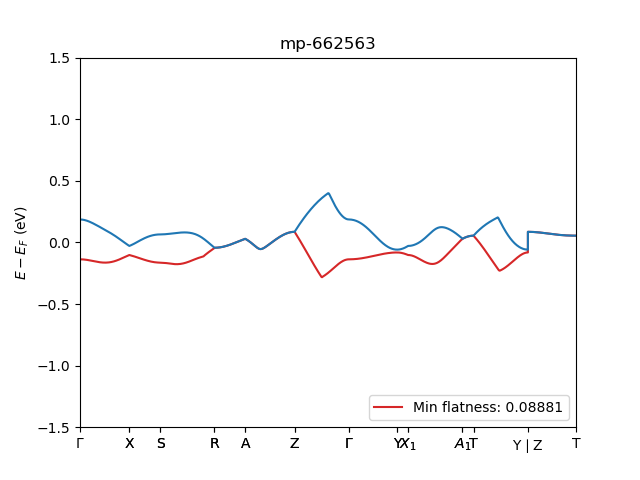 mp-662563
1.5
1.0
0.5
0.0
−0.5
−1.0
−1.5
E − E_F (eV)
Min flatness: 0.08881
Γ X S R A Z Γ Y X₁ A₁ T Y | Z T